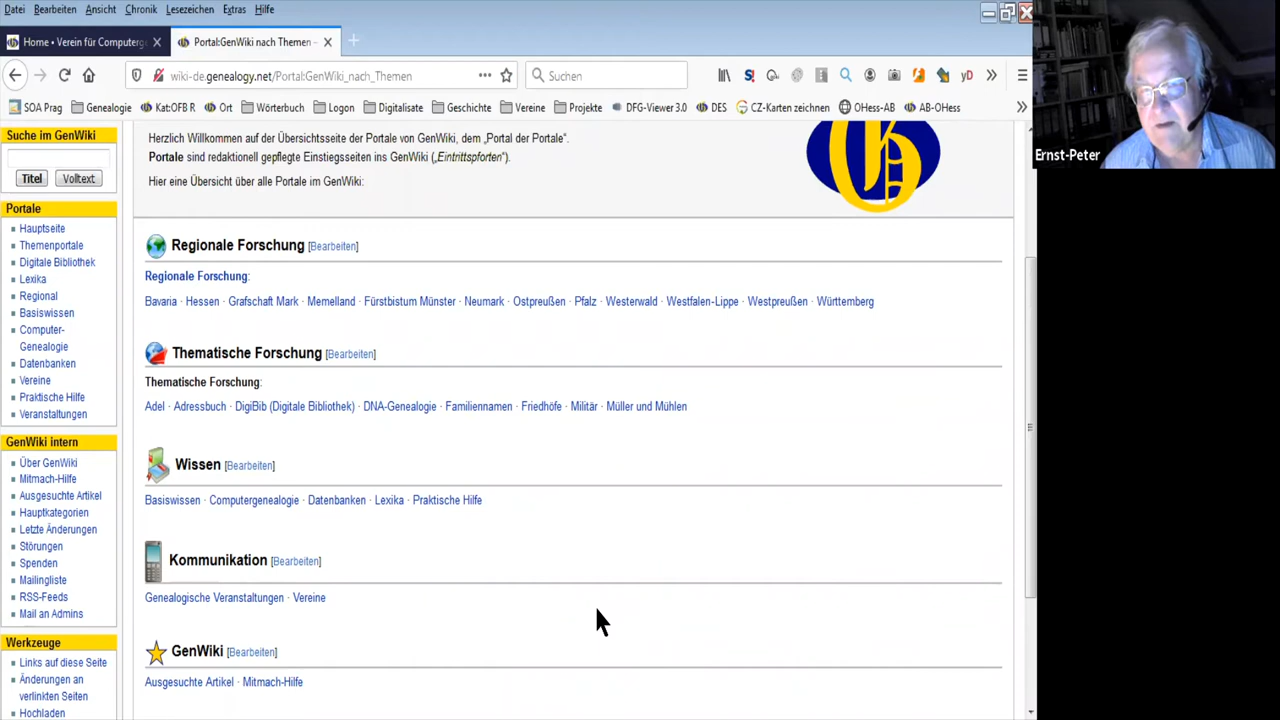 Datei Bearbeiten Ansicht Chronik Lesezeichen Extras Hilfe
Home • Verein für Computerge
Portal:GenWiki nach Themen –
wiki-de.genealogy.net/Portal:GenWiki_nach_Themen
Suchen
SOA Prag Genealogie Kat:OFB R Ort Wörterbuch Logon Digitalisate Geschichte Vereine Projekte DFG-Viewer 3.0 DES CZ-Karten zeichnen OHess-AB AB-OHess
Suche im GenWiki
Titel Volltext
Portale
Hauptseite
Themenportale
Digitale Bibliothek
Lexika
Regional
Basiswissen
Computer-
Genealogie
Datenbanken
Vereine
Praktische Hilfe
Veranstaltungen
GenWiki intern
Über GenWiki
Mitmach-Hilfe
Ausgesuchte Artikel
Hauptkategorien
Letzte Änderungen
Störungen
Spenden
Mailingliste
RSS-Feeds
Mail an Admins
Werkzeuge
Links auf diese Seite
Änderungen an
verlinkten Seiten
Hochladen
Herzlich Willkommen auf der Übersichtsseite der Portale von GenWiki, dem „Portal der Portale“.
Portale sind redaktionell gepflegte Einstiegsseiten ins GenWiki („Eintrittspforten“).
Hier eine Übersicht über alle Portale im GenWiki:
G
Regionale Forschung [Bearbeiten]
Regionale Forschung:
Bavaria · Hessen · Grafschaft Mark · Memelland · Fürstbistum Münster · Neumark · Ostpreußen · Pfalz · Westerwald · Westfalen-Lippe · Westpreußen · Württemberg
Thematische Forschung [Bearbeiten]
Thematische Forschung:
Adel · Adressbuch · DigiBib (Digitale Bibliothek) · DNA-Genealogie · Familiennamen · Friedhöfe · Militär · Müller und Mühlen
Wissen [Bearbeiten]
Basiswissen · Computergenealogie · Datenbanken · Lexika · Praktische Hilfe
Kommunikation [Bearbeiten]
Genealogische Veranstaltungen · Vereine
GenWiki [Bearbeiten]
Ausgesuchte Artikel · Mitmach-Hilfe
Ernst-Peter